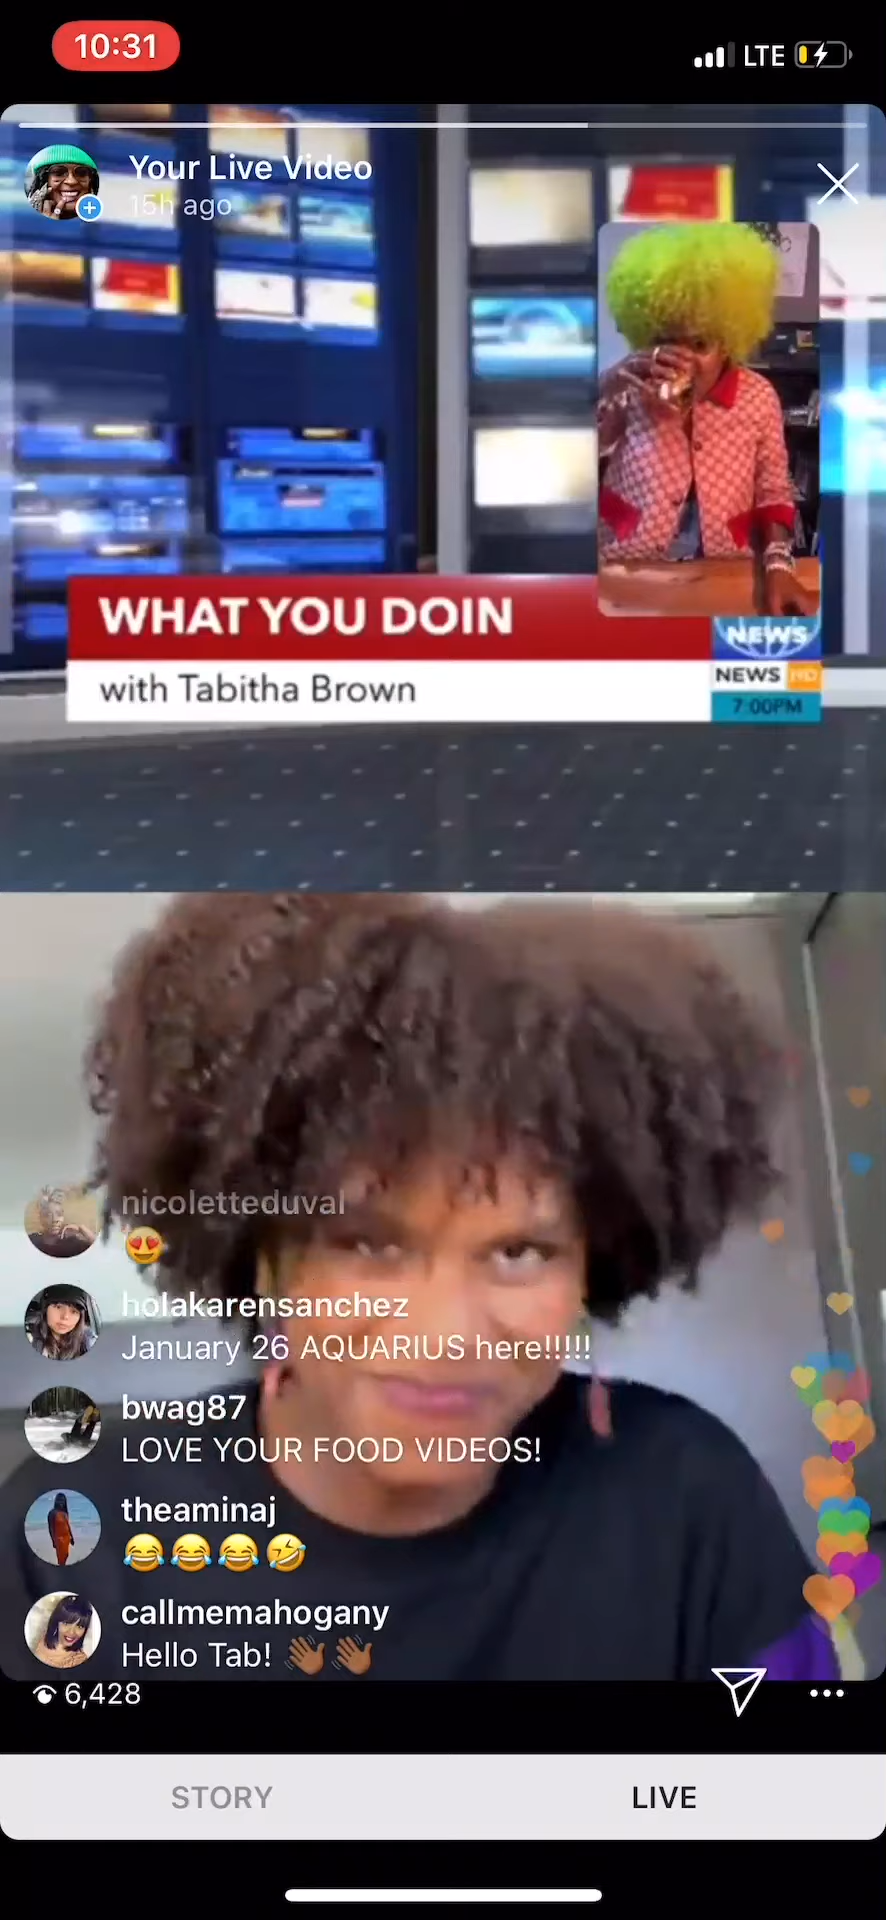 10:31
LTE
Your Live Video
15h ago
WHAT YOU DOIN
with Tabitha Brown
NEWS
NEWS HD
7:00PM
nicoletteduval
😍
holakarensanchez
January 26 AQUARIUS here!!!!!
bwag87
LOVE YOUR FOOD VIDEOS!
theaminaj
😂😂😂🤣
callmemahogany
Hello Tab! 👋🏾👋🏾
6,428
STORY
LIVE